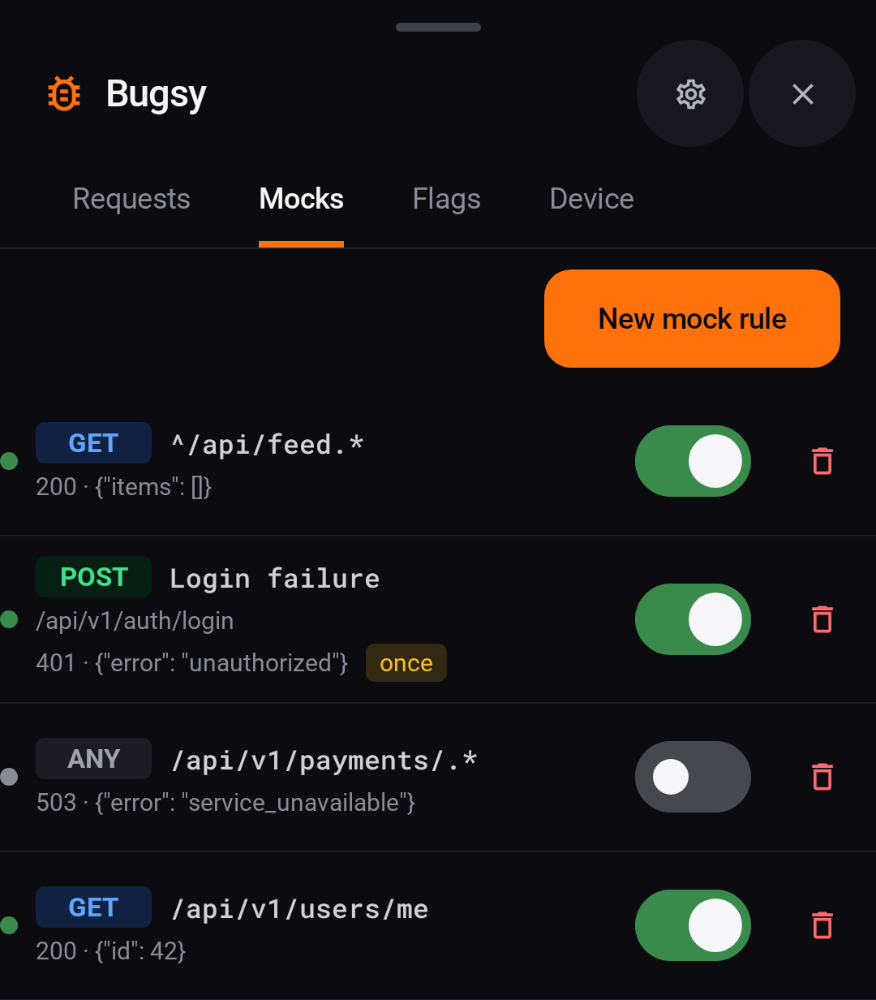 Bugsy
Requests Mocks Flags Device
New mock rule
GET ^/api/feed.*
200 · {"items": []}
POST Login failure
/api/v1/auth/login
401 · {"error": "unauthorized"} once
ANY /api/v1/payments/.*
503 · {"error": "service_unavailable"}
GET /api/v1/users/me
200 · {"id": 42}